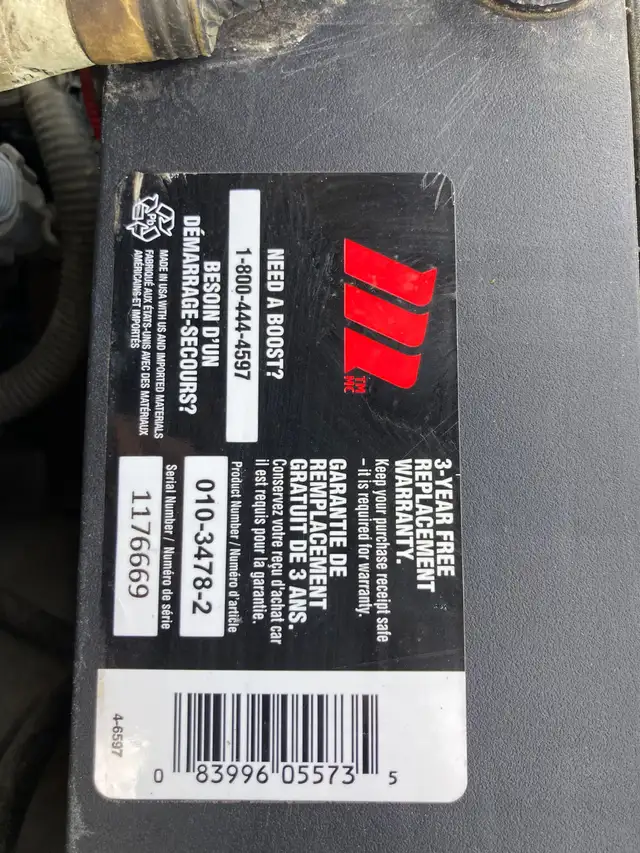 TM
MC
NEED A BOOST?
1-800-444-4597
BESOIN D'UN
DÉMARRAGE-SECOURS?
MADE IN USA WITH US AND IMPORTED MATERIALS
FABRIQUÉ AUX ÉTATS-UNIS AVEC DES MATÉRIAUX
AMÉRICAINS ET IMPORTÉS
Pb
3-YEAR FREE
REPLACEMENT
WARRANTY.
Keep your purchase receipt safe
– it is required for warranty.
GARANTIE DE
REMPLACEMENT
GRATUIT DE 3 ANS.
Conservez votre reçu d'achat car
il est requis pour la garantie.
Product Number / Numéro d'article
010-3478-2
Serial Number / Numéro de série
1176669
0 83996 05573 5
4-6597